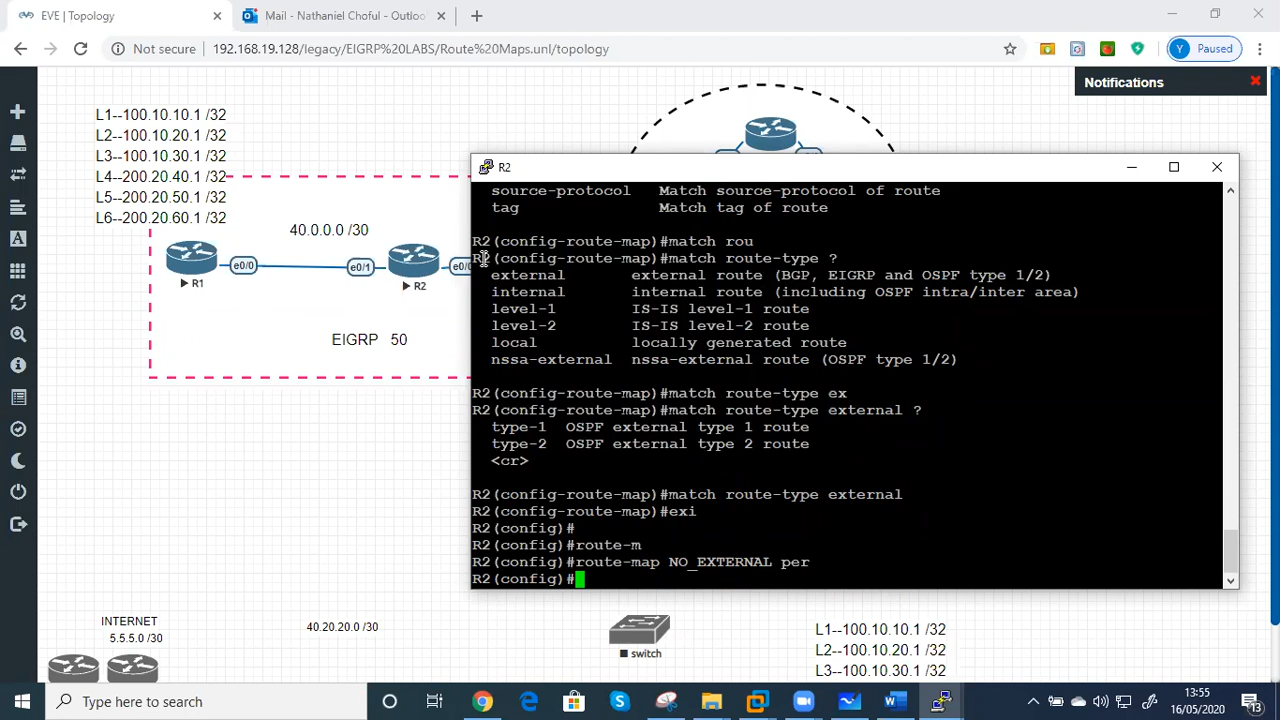 EVE | Topology
Mail - Nathaniel Choful - Outloo
Not secure
192.168.19.128/legacy/EIGRP%20LABS/Route%20Maps.unl/topology
Y
Paused
Notifications
L1--100.10.10.1 /32
L2--100.10.20.1 /32
L3--100.10.30.1 /32
L4--200.20.40.1 /32
L5--200.20.50.1 /32
L6--200.20.60.1 /32
40.0.0.0 /30
e0/0
e0/1
e0/0
R1
R2
EIGRP 50
R2
source-protocol Match source-protocol of route
tag Match tag of route
R2(config-route-map)#match rou
R2(config-route-map)#match route-type ?
external external route (BGP, EIGRP and OSPF type 1/2)
internal internal route (including OSPF intra/inter area)
level-1 IS-IS level-1 route
level-2 IS-IS level-2 route
local locally generated route
nssa-external nssa-external route (OSPF type 1/2)
R2(config-route-map)#match route-type ex
R2(config-route-map)#match route-type external ?
type-1 OSPF external type 1 route
type-2 OSPF external type 2 route
<cr>
R2(config-route-map)#match route-type external
R2(config-route-map)#exi
R2(config)#
R2(config)#route-m
R2(config)#route-map NO_EXTERNAL per
R2(config)#
INTERNET
5.5.5.0 /30
40.20.20.0 /30
switch
L1--100.10.10.1 /32
L2--100.10.20.1 /32
L3--100.10.30.1 /32
Type here to search
13:55
16/05/2020
13